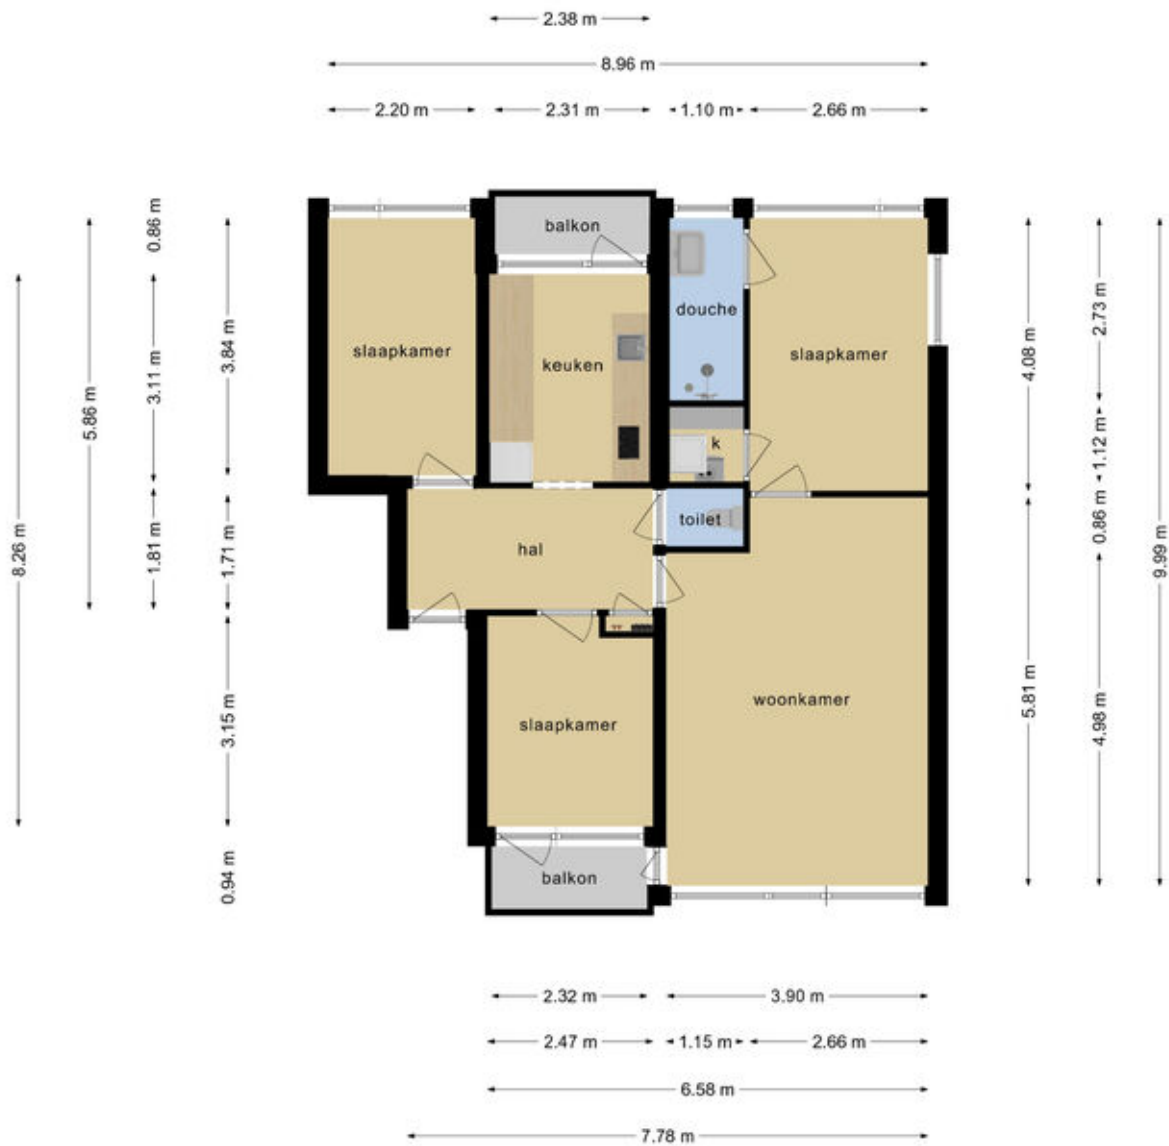 2.38 m
8.96 m
2.20 m
2.31 m
1.10 m
2.66 m
balkon
douche
slaapkamer
keuken
slaapkamer
k
toilet
hal
woonkamer
slaapkamer
balkon
8.26 m
5.86 m
0.86 m
3.11 m
1.81 m
3.84 m
1.71 m
3.15 m
0.94 m
4.08 m
5.81 m
2.73 m
1.12 m
0.86 m
4.98 m
9.99 m
2.32 m
3.90 m
2.47 m
1.15 m
2.66 m
6.58 m
7.78 m